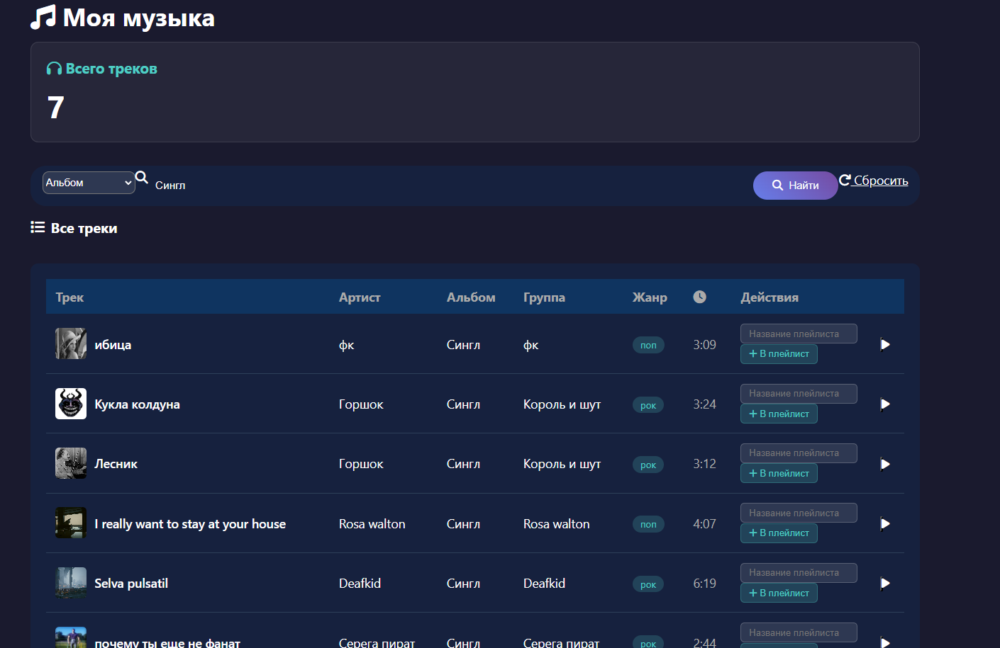 Моя музыка
Всего треков
7
Альбом Сингл Найти Сбросить
Все треки
Трек Артист Альбом Группа Жанр Действия
ибица фк Сингл фк поп 3:09 Название плейлиста
+ В плейлист
Кукла колдуна Горшок Сингл Король и шут рок 3:24 Название плейлиста
+ В плейлист
Лесник Горшок Сингл Король и шут рок 3:12 Название плейлиста
+ В плейлист
I really want to stay at your house Rosa walton Сингл Rosa walton поп 4:07 Название плейлиста
+ В плейлист
Selva pulsatil Deafkid Сингл Deafkid рок 6:19 Название плейлиста
+ В плейлист
почему ты еще не фанат Серега пират Сингл Серега пират рок 2:44 Название плейлиста